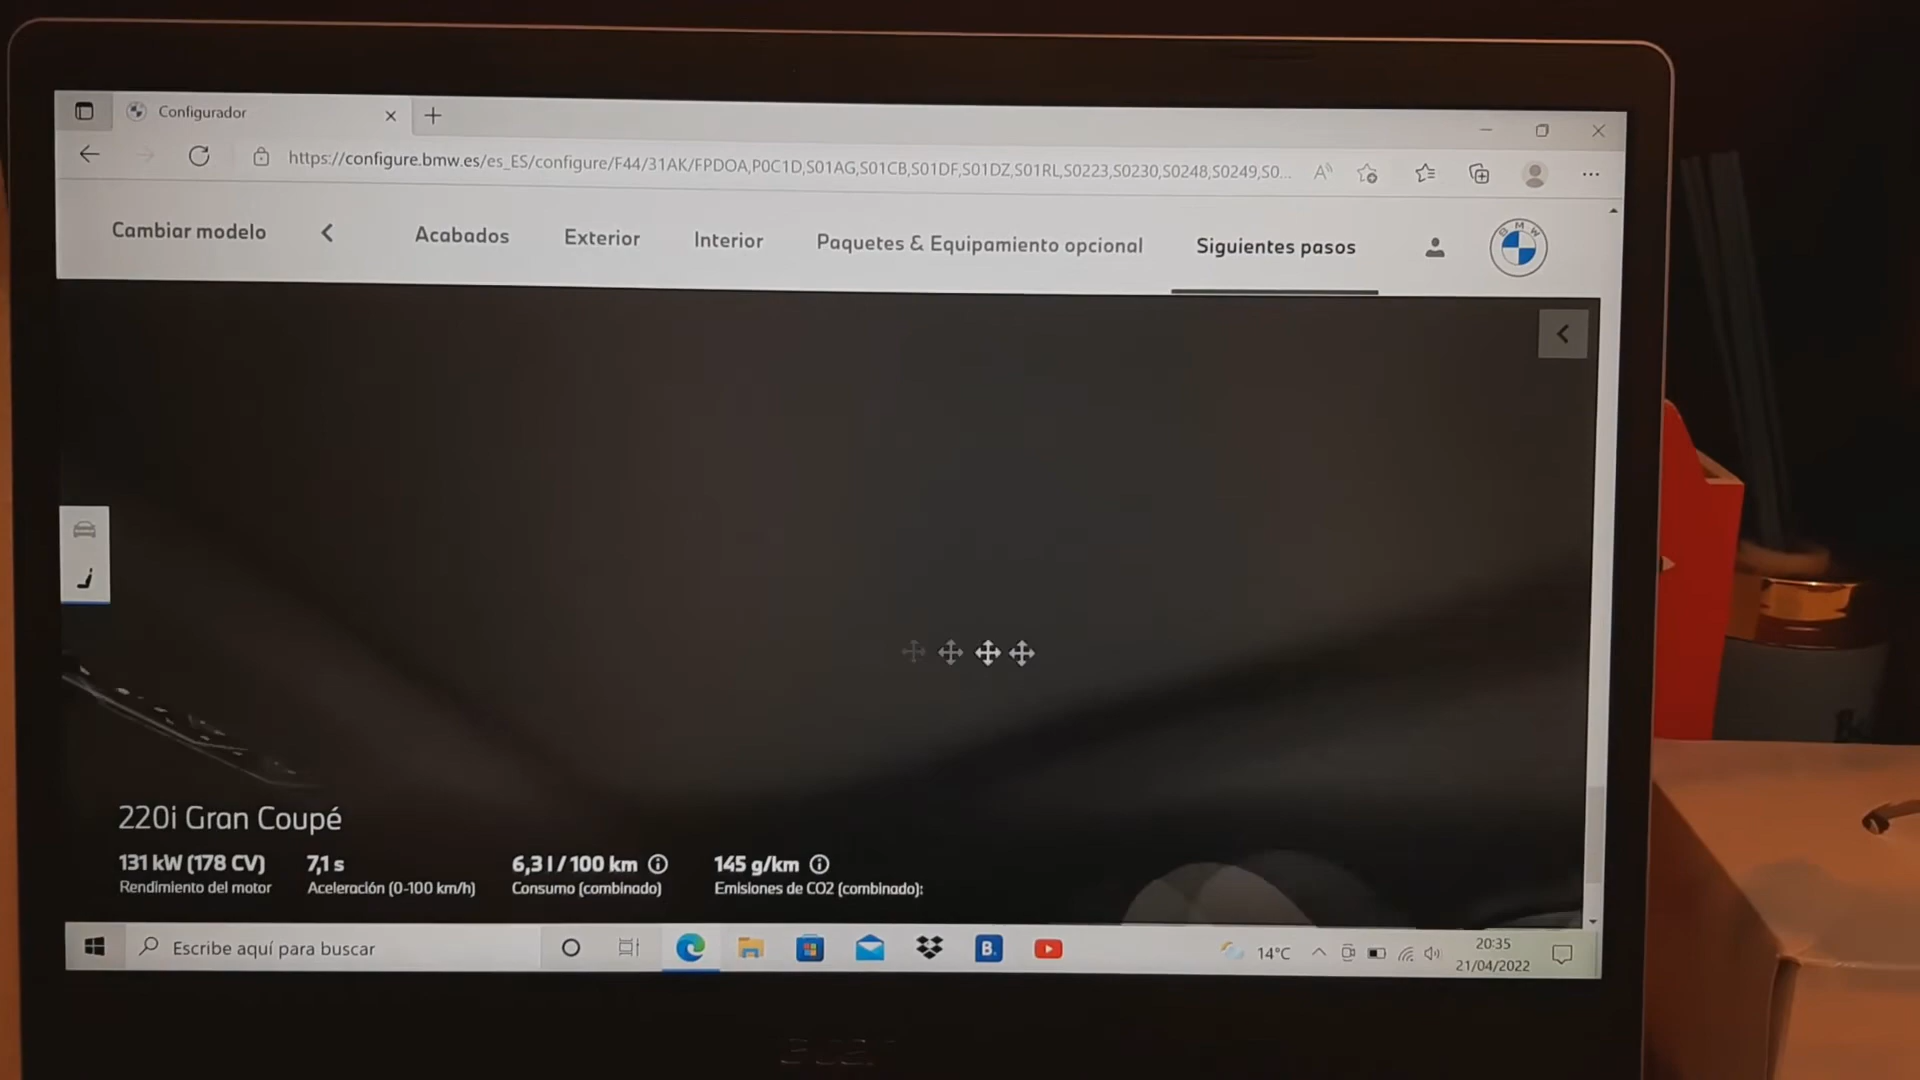 Configurador
https://configure.bmw.es/es_ES/configure/F44/31AK/FPDOA,P0C1D,S01AG,S01CB,S01DF,S01DZ,S01RL,S0223,S0230,S0248,S0249,S0...
Cambiar modelo
Acabados
Exterior
Interior
Paquetes & Equipamiento opcional
Siguientes pasos
BMW
220i Gran Coupé
131 kW (178 CV) 7,1 s 6,3 l / 100 km 145 g/km
Rendimiento del motor Aceleración (0-100 km/h) Consumo (combinado) Emisiones de CO2 (combinado):
Escribe aquí para buscar
B.
14°C
20:35
21/04/2022
acer